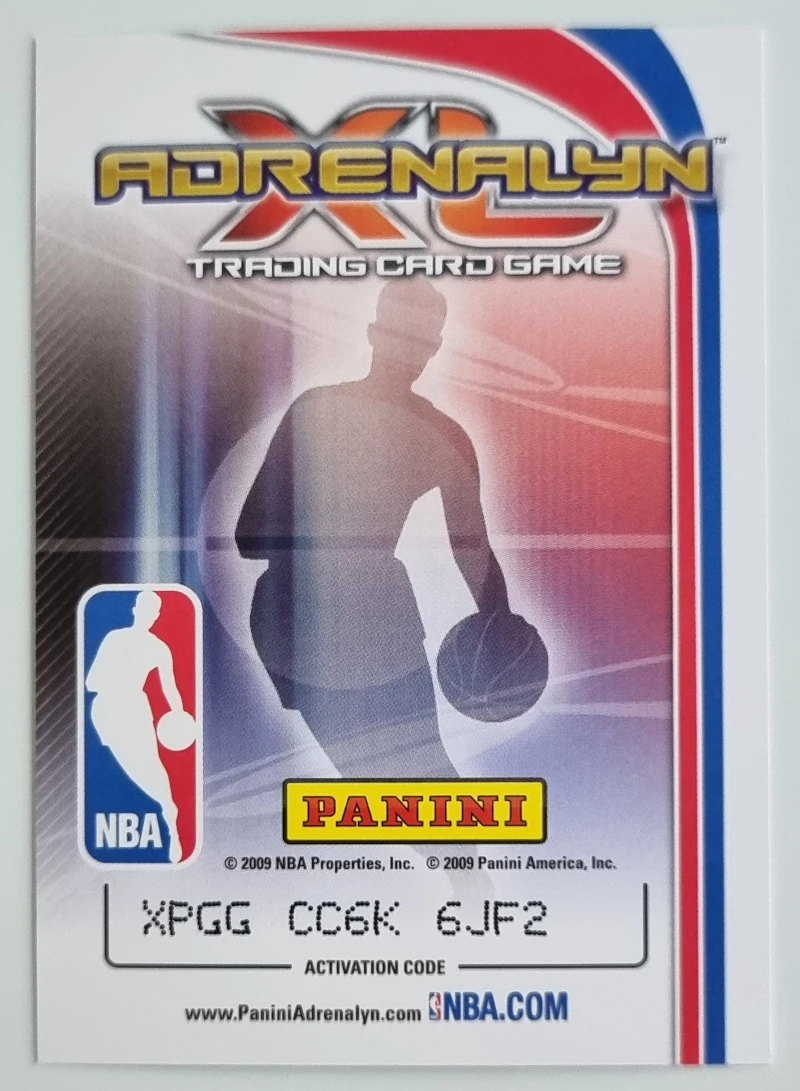 ADRENALYN™
XL
TRADING CARD GAME
NBA
PANINI
© 2009 NBA Properties, Inc. © 2009 Panini America, Inc.
XPGG CC6K 6JF2
ACTIVATION CODE
www.PaniniAdrenalyn.com NBA.COM